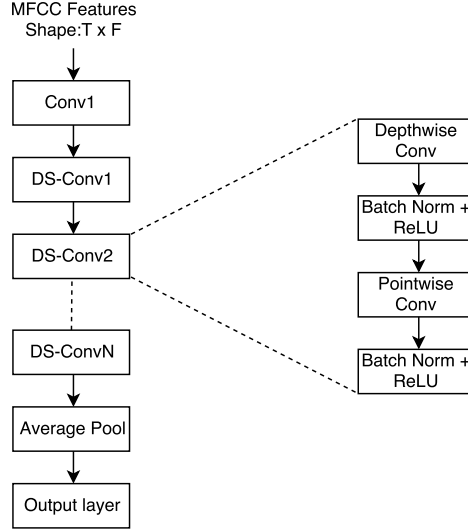 MFCC Features
Shape:T x F
Conv1
DS-Conv1
DS-Conv2
DS-ConvN
Average Pool
Output layer
Depthwise
Conv
Batch Norm +
ReLU
Pointwise
Conv
Batch Norm +
ReLU